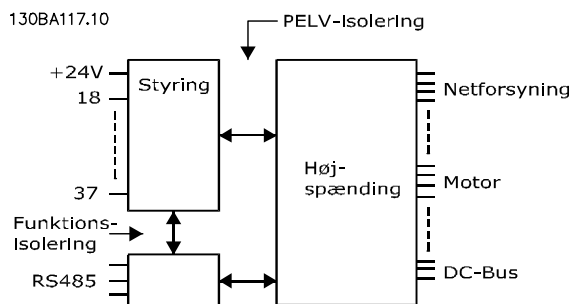 130BA117.10
PELV-isolering
+24V
18
37
Styring
Høj-
spænding
Netforsyning
Motor
DC-Bus
Funktions-
isolering
RS485